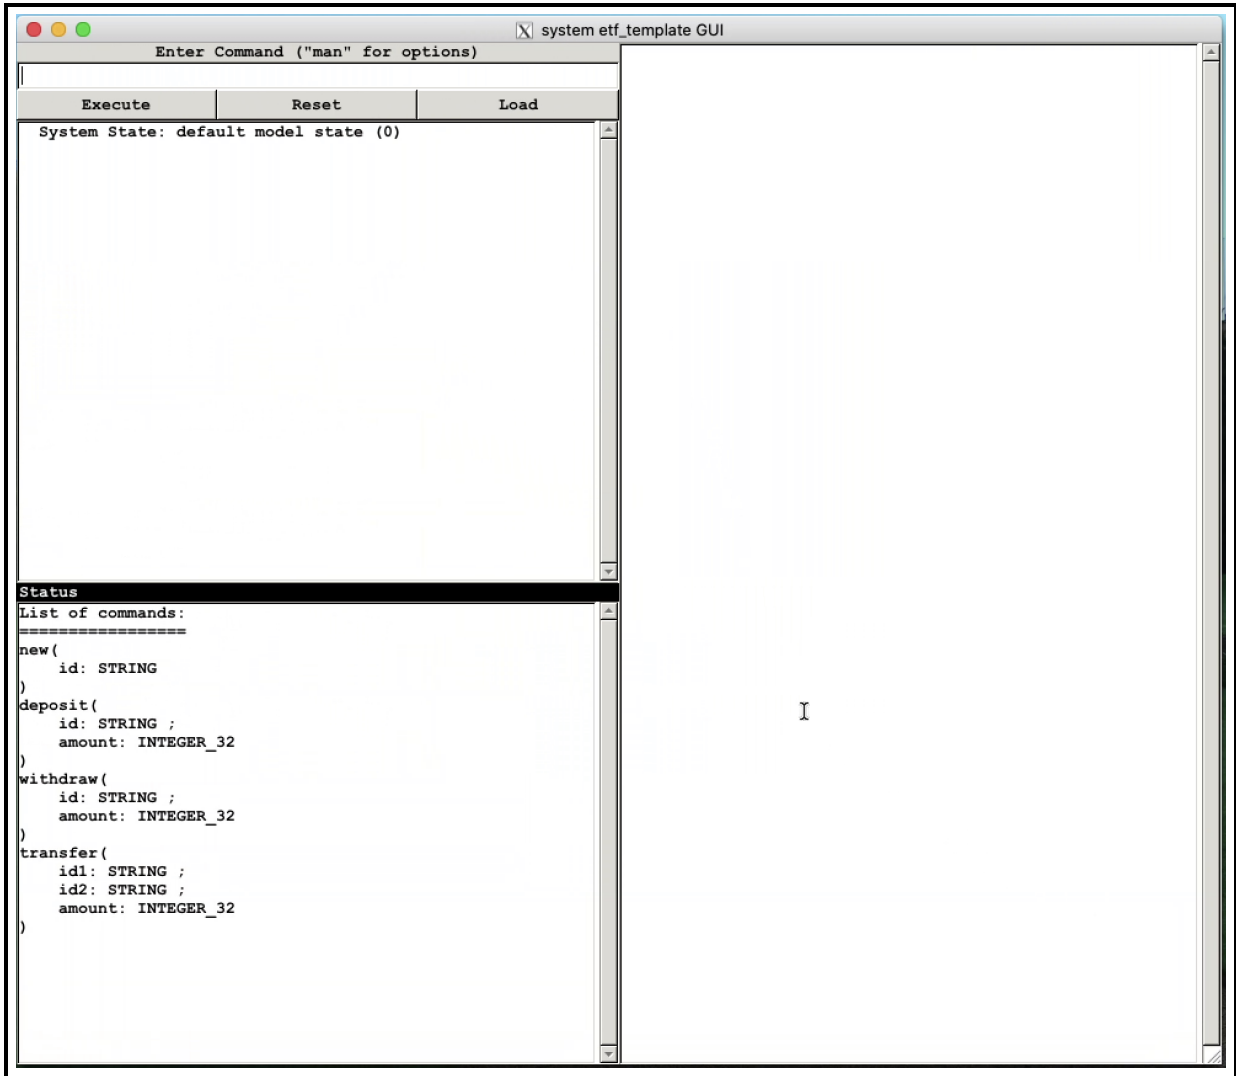 system etf_template GUI
Enter Command ("man" for options)
Execute Reset Load
System State: default model state (0)
Status
List of commands:
=================
new(
    id: STRING
)
deposit(
    id: STRING ;
    amount: INTEGER_32
)
withdraw(
    id: STRING ;
    amount: INTEGER_32
)
transfer(
    id1: STRING ;
    id2: STRING ;
    amount: INTEGER_32
)